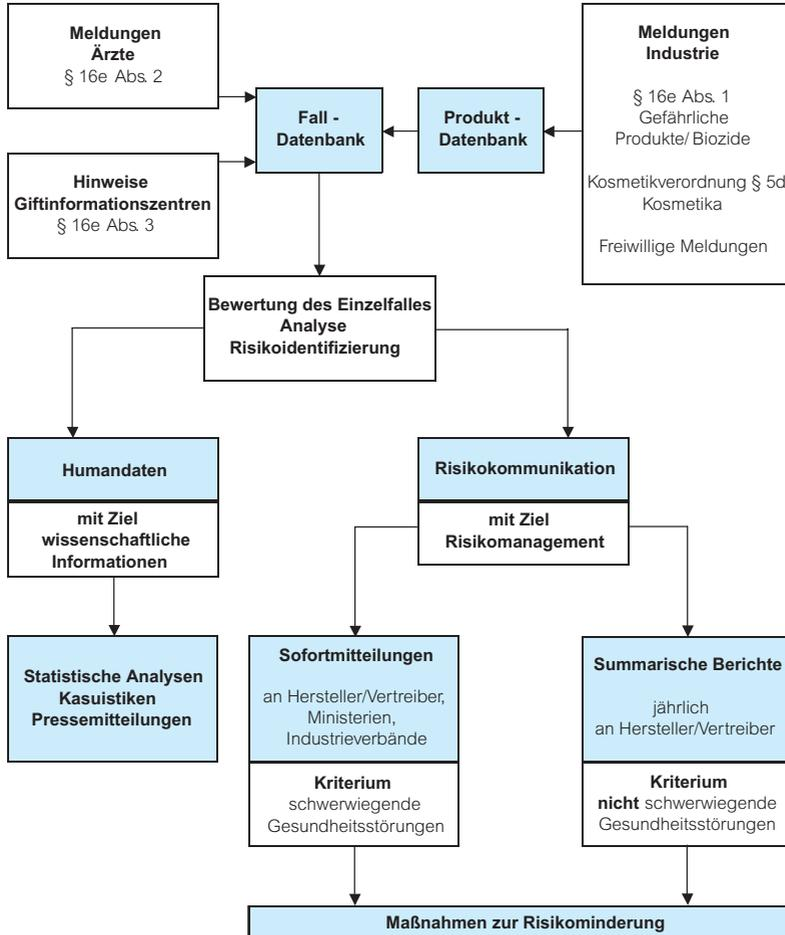 Meldungen
Ärzte
§ 16e Abs. 2
Hinweise
Giftinformationszentren
§ 16e Abs. 3
Fall -
Datenbank
Produkt -
Datenbank
Meldungen
Industrie
§ 16e Abs. 1
Gefährliche
Produkte/ Biozide
Kosmetikverordnung § 5d
Kosmetika
Freiwillige Meldungen
Bewertung des Einzelfalles
Analyse
Risikoidentifizierung
Humandaten
mit Ziel
wissenschaftliche
Informationen
Statistische Analysen
Kasuistiken
Pressemitteilungen
Risikokommunikation
mit Ziel
Risikomanagement
Sofortmitteilungen
an Hersteller/Vertreiber,
Ministerien,
Industrieverbände
Kriterium
schwerwiegende
Gesundheitsstörungen
Summarische Berichte
jährlich
an Hersteller/Vertreiber
Kriterium
nicht schwerwiegende
Gesundheitsstörungen
Maßnahmen zur Risikominderung